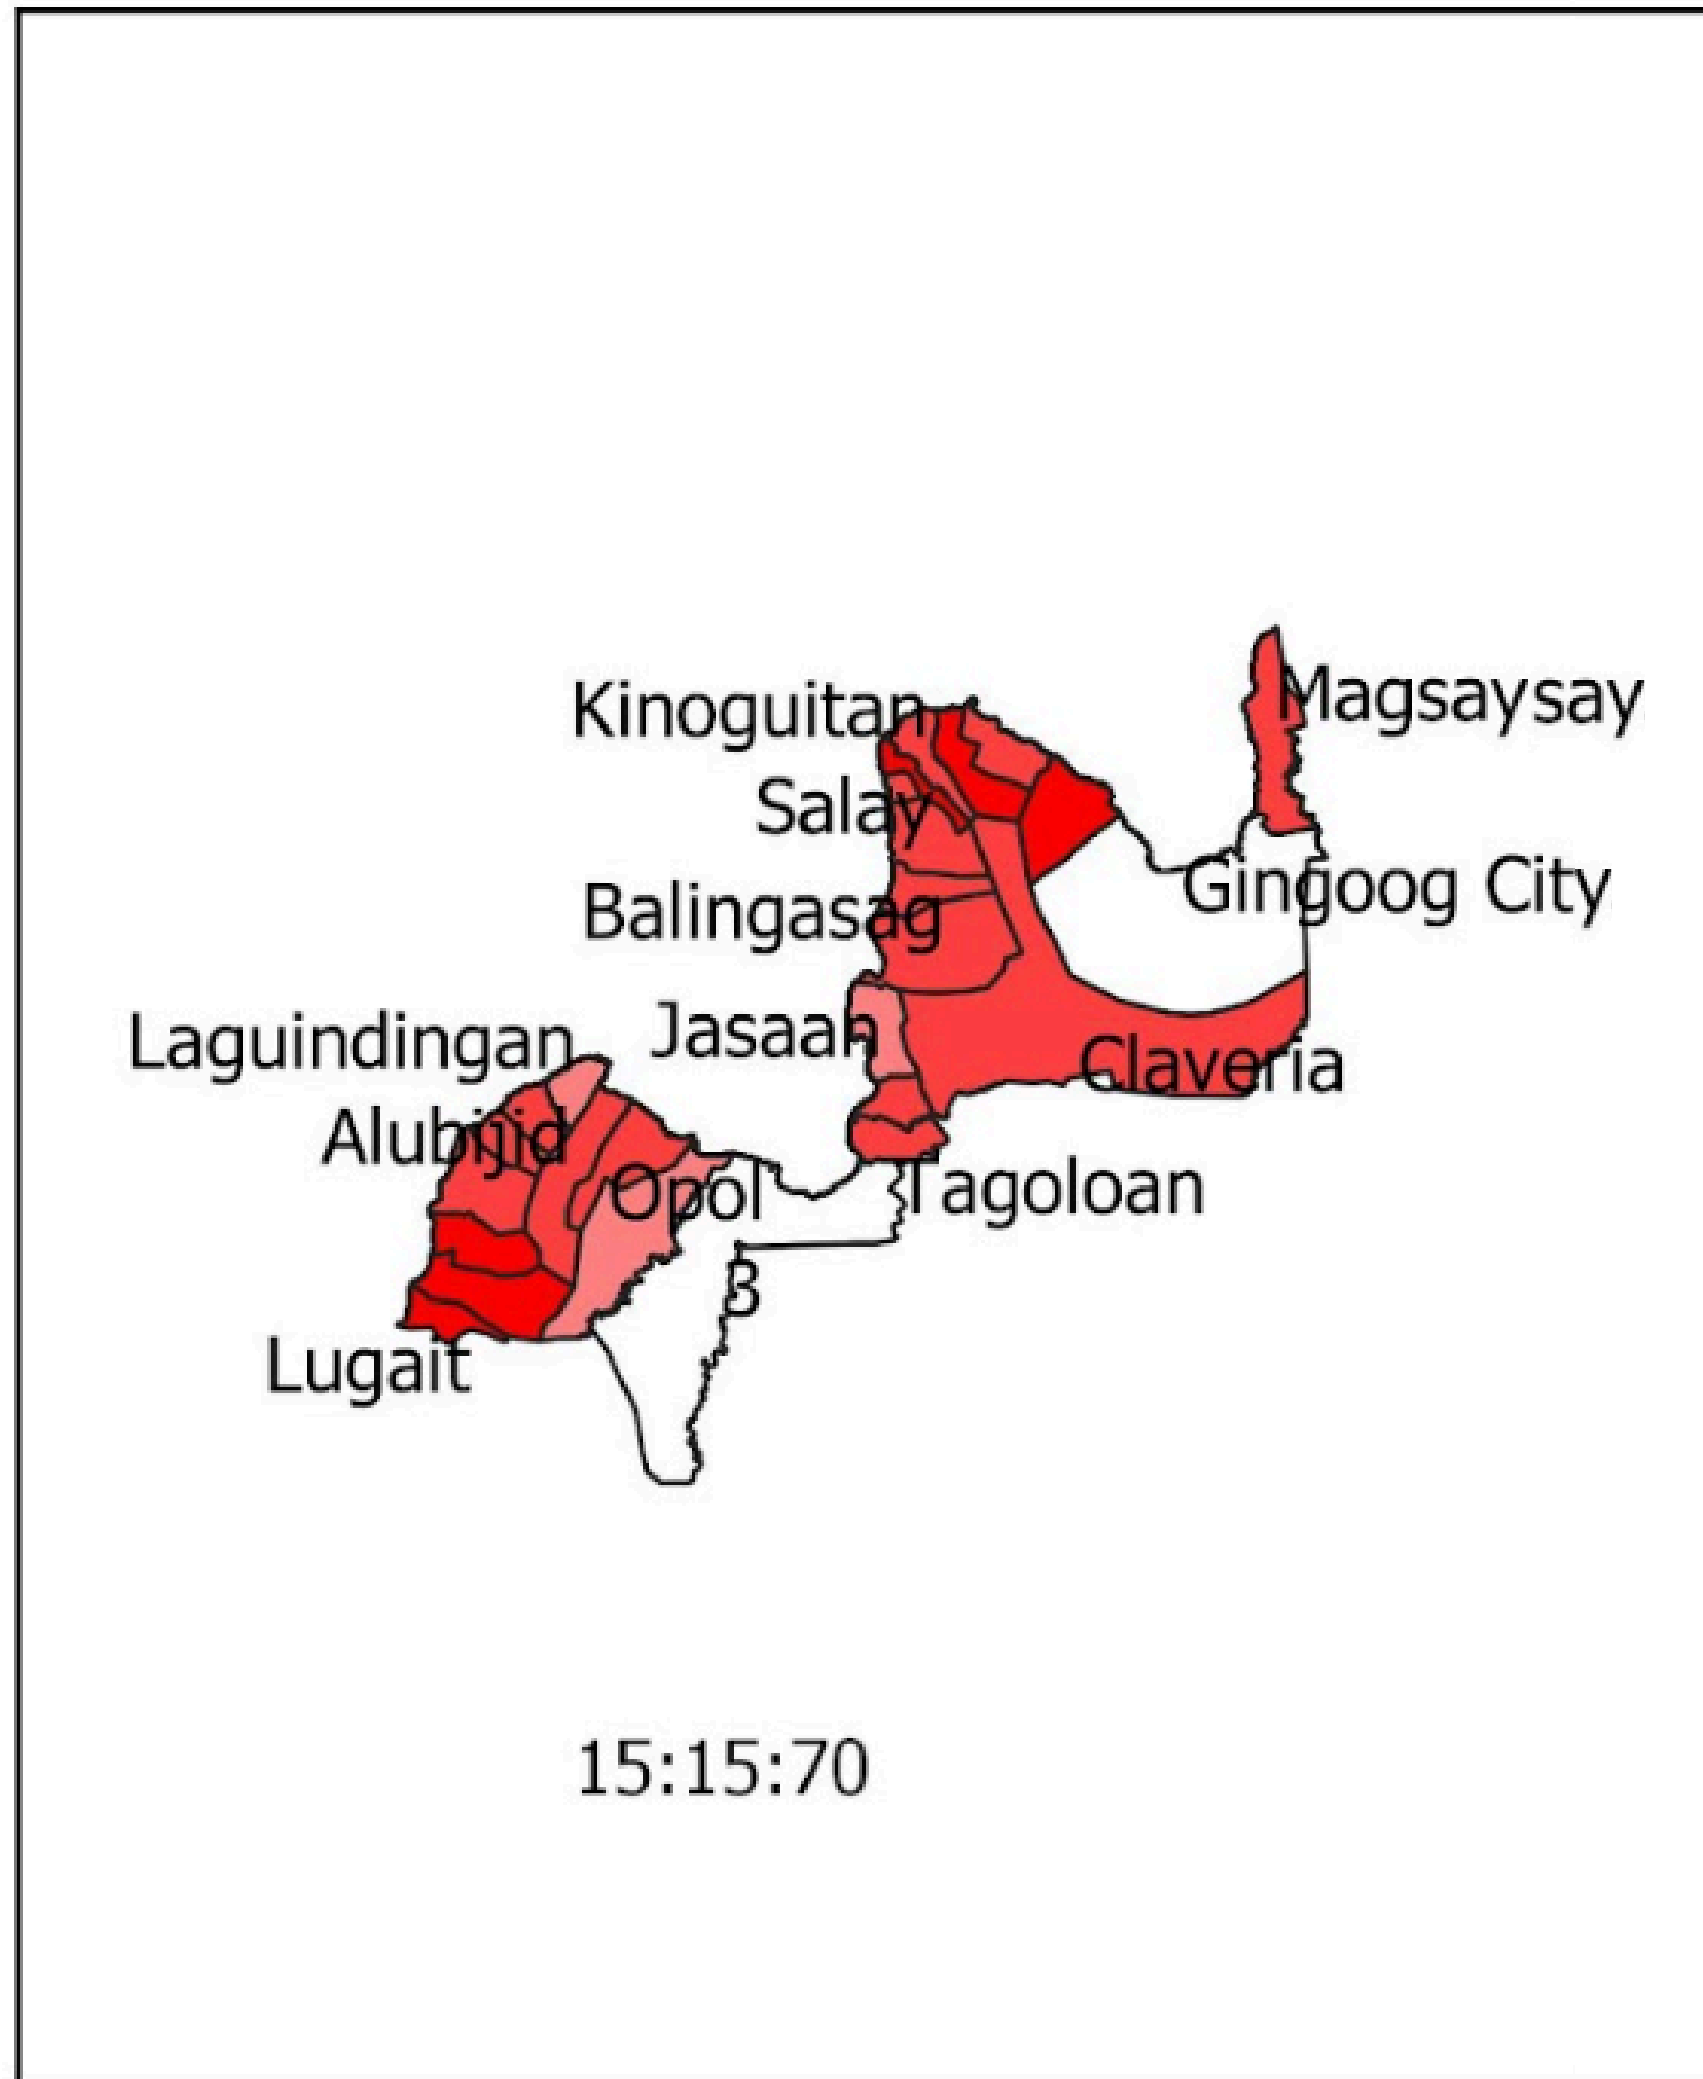 Magsaysay
Kinoguitan
Salay
Gingoog City
Balingasag
Jasaan
Laguindingan
Claveria
Alubijid
Opol
Tagoloan
3
Lugait
15:15:70